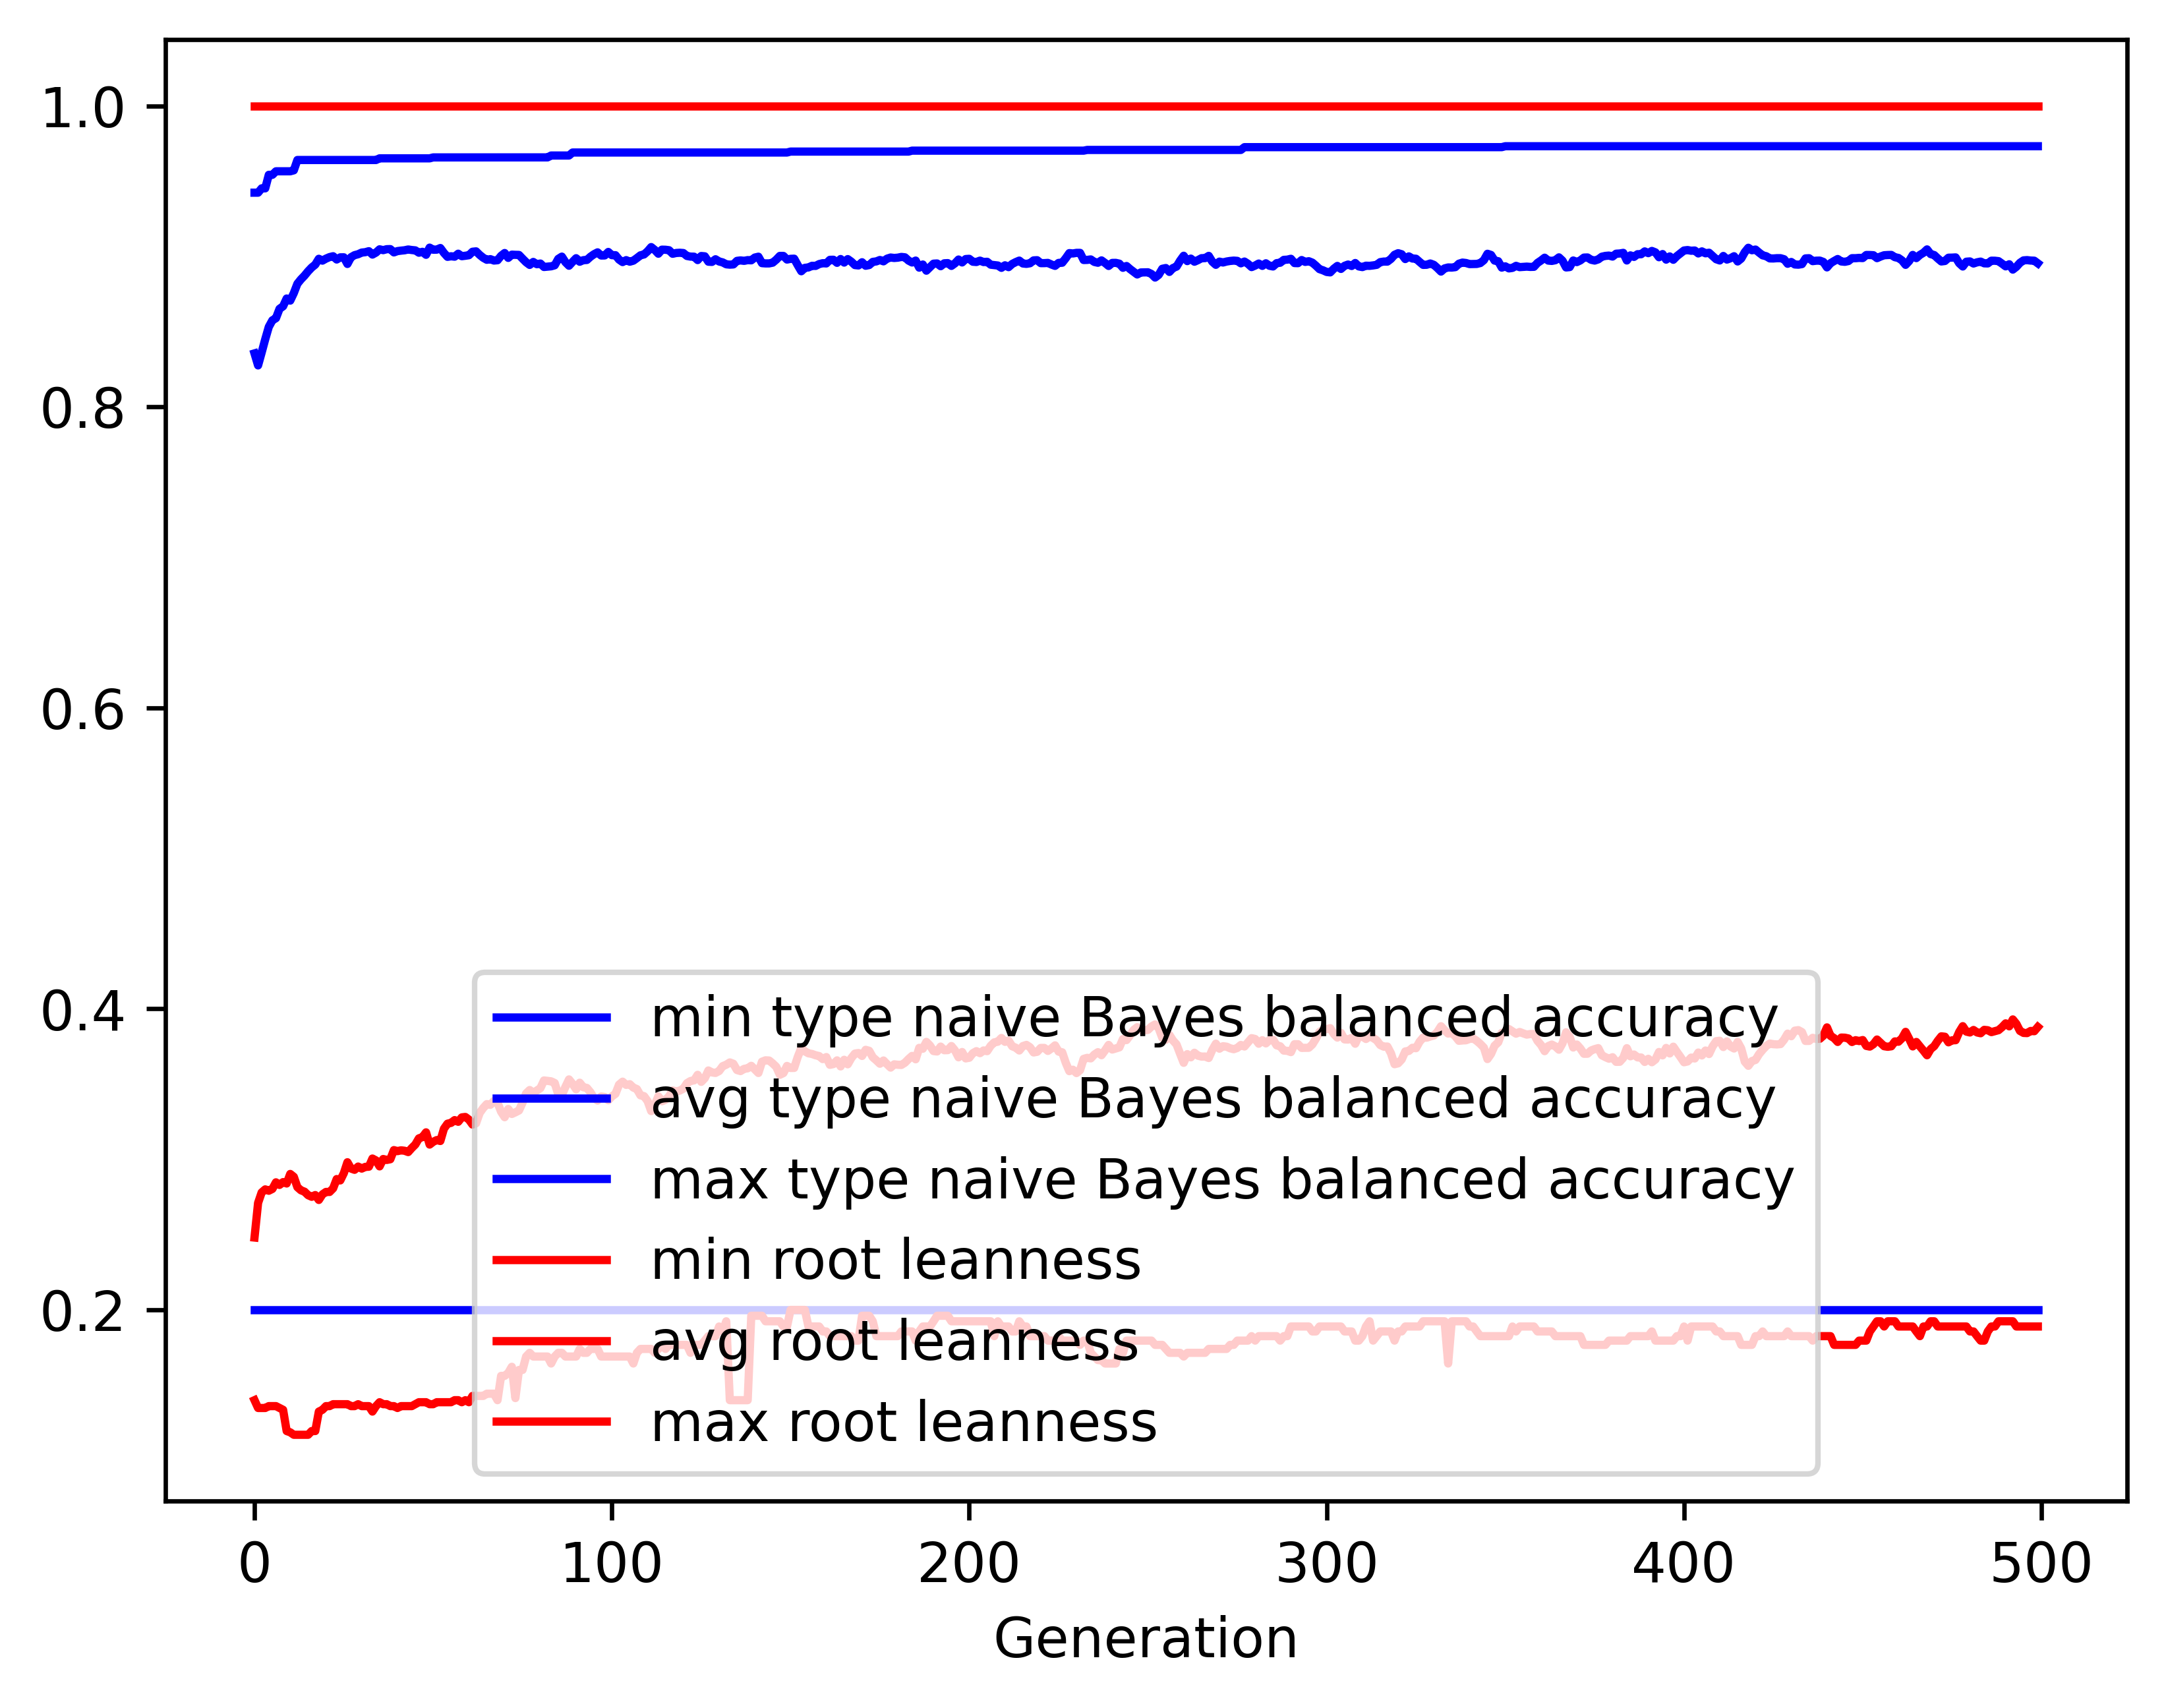 1.0
0.8
0.6
0.4
0.2
min type naive Bayes balanced accuracy
avg type naive Bayes balanced accuracy
max type naive Bayes balanced accuracy
min root leanness
avg root leanness
max root leanness
0 100 200 300 400 500
Generation